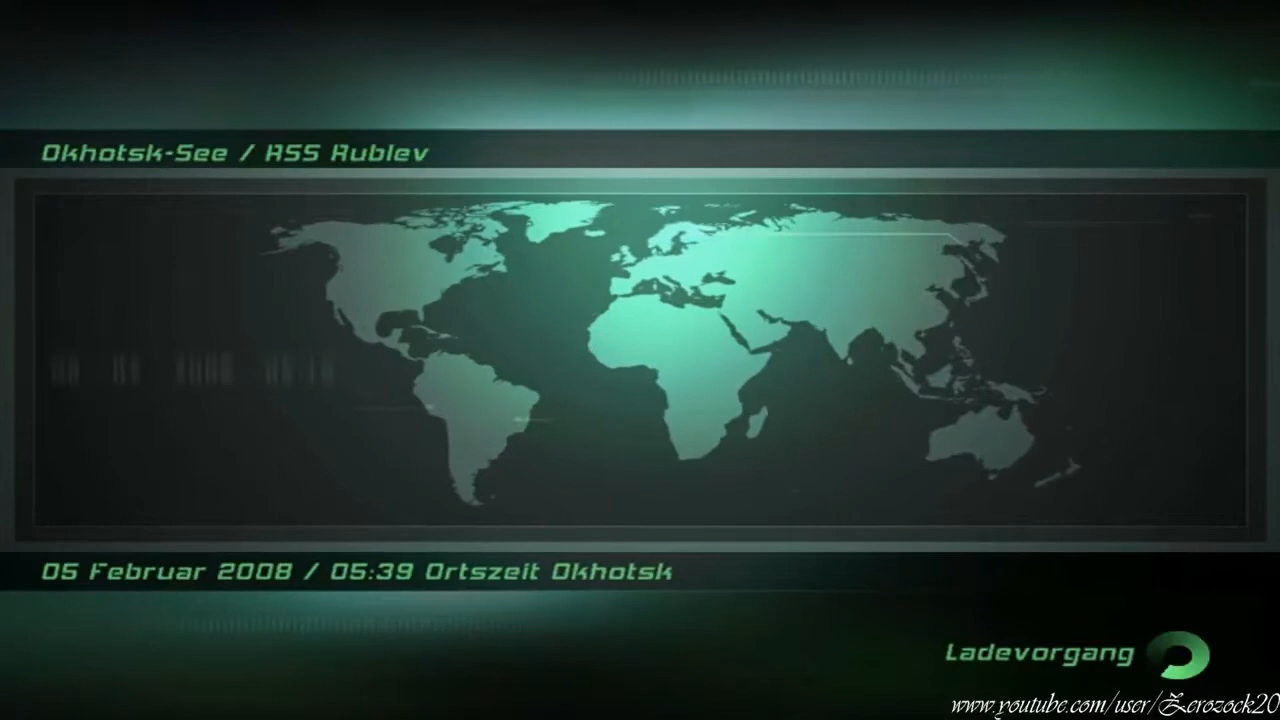 Okhotsk-See / RSS Rublev
05 Februar 2008 / 05:39 Ortszeit Okhotsk
Ladevorgang
www.youtube.com/user/Zerozock20